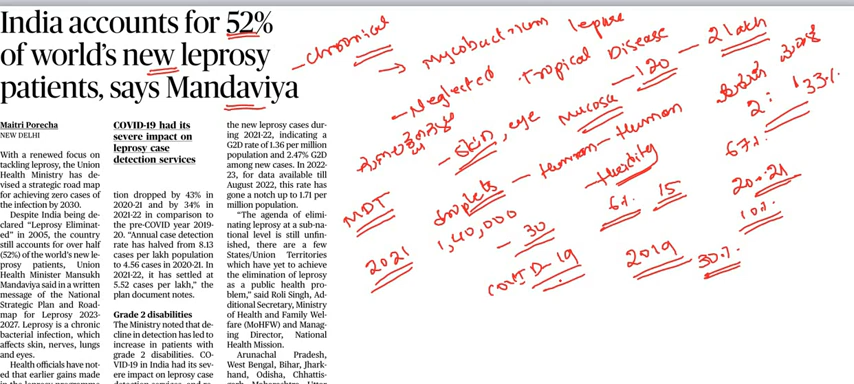 India accounts for 52%
of world's new leprosy
patients, says Mandaviya
Maitri Porecha
NEW DELHI
With a renewed focus on
tackling leprosy, the Union
Health Ministry has de-
vised a strategic road map
for achieving zero cases of
the infection by 2030.
Despite India being de-
clared "Leprosy Eliminat-
ed" in 2005, the country
still accounts for over half
(52%) of the world's new le-
prosy patients, Union
Health Minister Mansukh
Mandaviya said in a written
message of the National
Strategic Plan and Road-
map for Leprosy 2023-
2027. Leprosy is a chronic
bacterial infection, which
affects skin, nerves, lungs
and eyes.
Health officials have not-
ed that earlier gains made
COVID-19 had its
severe impact on
leprosy case
detection services
tion dropped by 43% in
2020-21 and by 34% in
2021-22 in comparison to
the pre-COVID year 2019-
20. "Annual case detection
rate has halved from 8.13
cases per lakh population
to 4.56 cases in 2020-21. In
2021-22, it has settled at
5.52 cases per lakh," the
plan document notes.
Grade 2 disabilities
The Ministry noted that de-
cline in detection has led to
increase in patients with
grade 2 disabilities. CO-
VID-19 in India had its sev-
ere impact on leprosy case
the new leprosy cases dur-
ing 2021-22, indicating a
G2D rate of 1.36 per million
population and 2.47% G2D
among new cases. In 2022-
23, for data available till
August 2022, this rate has
gone a notch up to 1.71 per
million population.
"The agenda of elimi-
nating leprosy at a sub-na-
tional level is still unfin-
ished, there are a few
States/Union Territories
which have yet to achieve
the elimination of leprosy
as a public health pro-
blem," said Roli Singh, Ad-
ditional Secretary, Ministry
of Health and Family Wel-
fare (MoHFW) and Manag-
ing Director, National
Health Mission.
Arunachal Pradesh,
West Bengal, Bihar, Jhark-
hand, Odisha, Chhattis-
- chronical
→ Mycobactrium leprae
- Neglected Tropical Disease
- 120 - 2 lakh
- Skin, eye Mucosa
2: 133%
67%
droplets - human - Human
MDT
6% 15 20-21
10%
2021 1,40,000 - 30
COVID-19 2019 30%